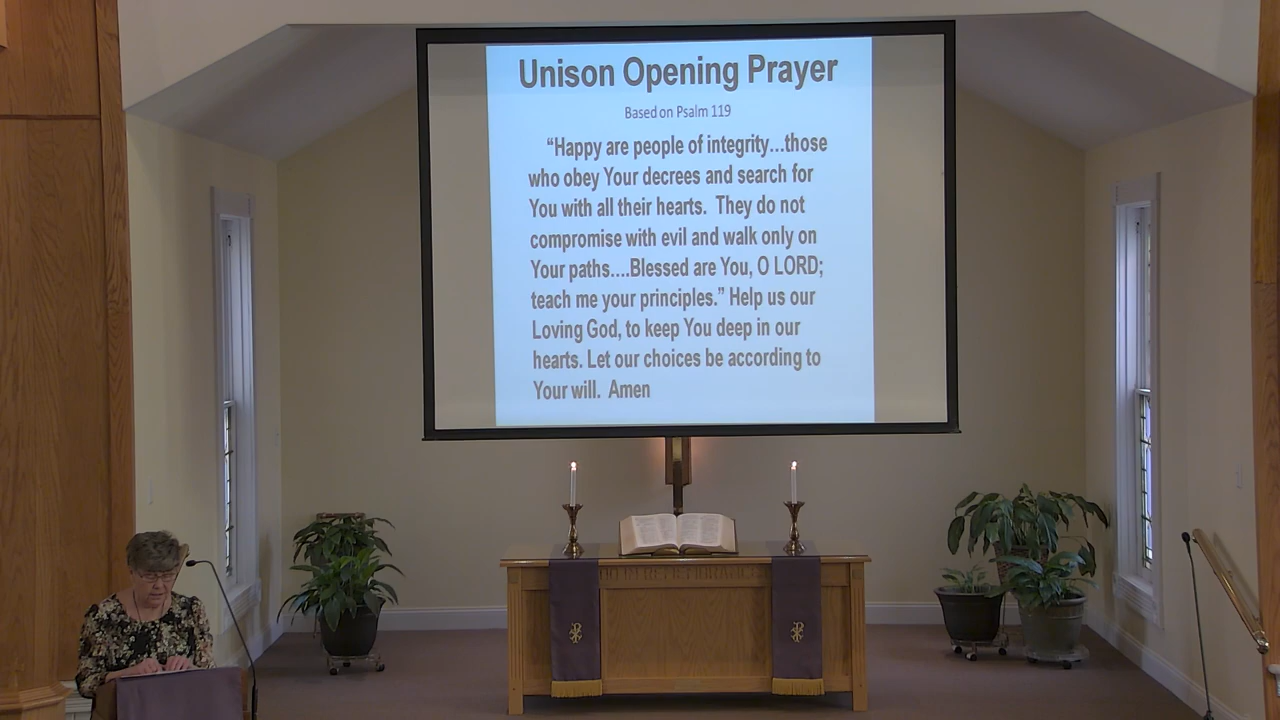 Unison Opening Prayer
Based on Psalm 119
“Happy are people of integrity…those
who obey Your decrees and search for
You with all their hearts.  They do not
compromise with evil and walk only on
Your paths….Blessed are You, O LORD;
teach me your principles.” Help us our
Loving God, to keep You deep in our
hearts. Let our choices be according to
Your will.  Amen
IN REMEMBRANCE